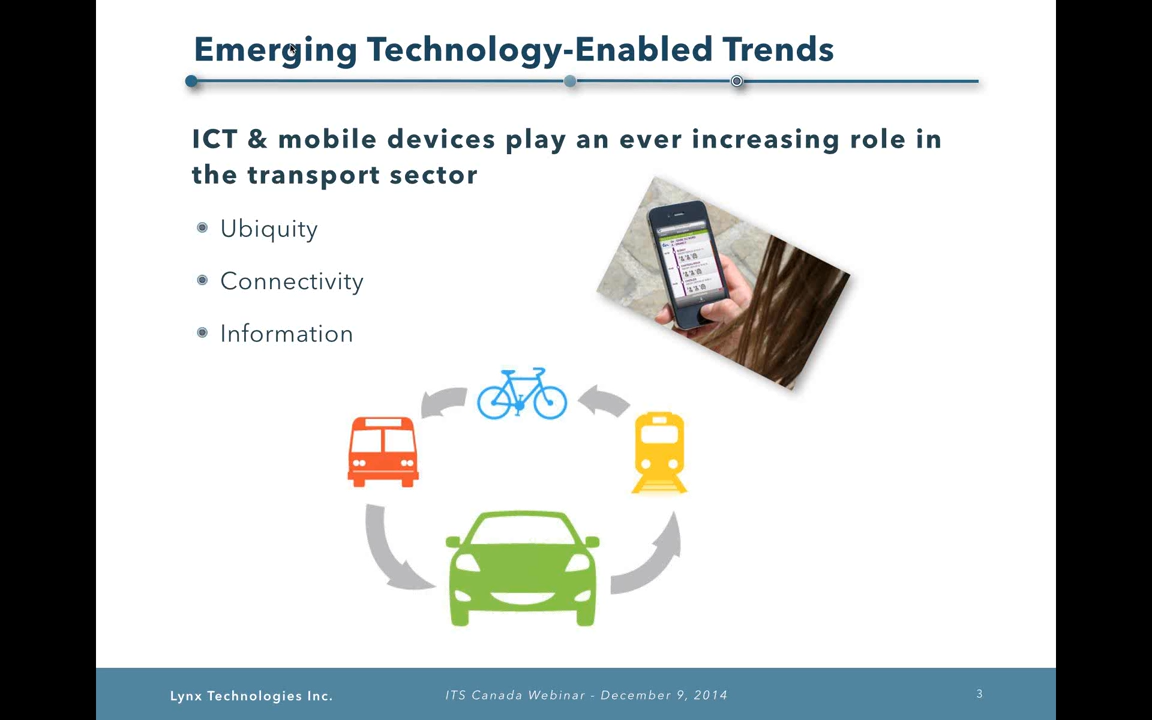 Emerging Technology-Enabled Trends
ICT & mobile devices play an ever increasing role in
the transport sector
Ubiquity
Connectivity
Information
Lynx Technologies Inc.
ITS Canada Webinar - December 9, 2014
3